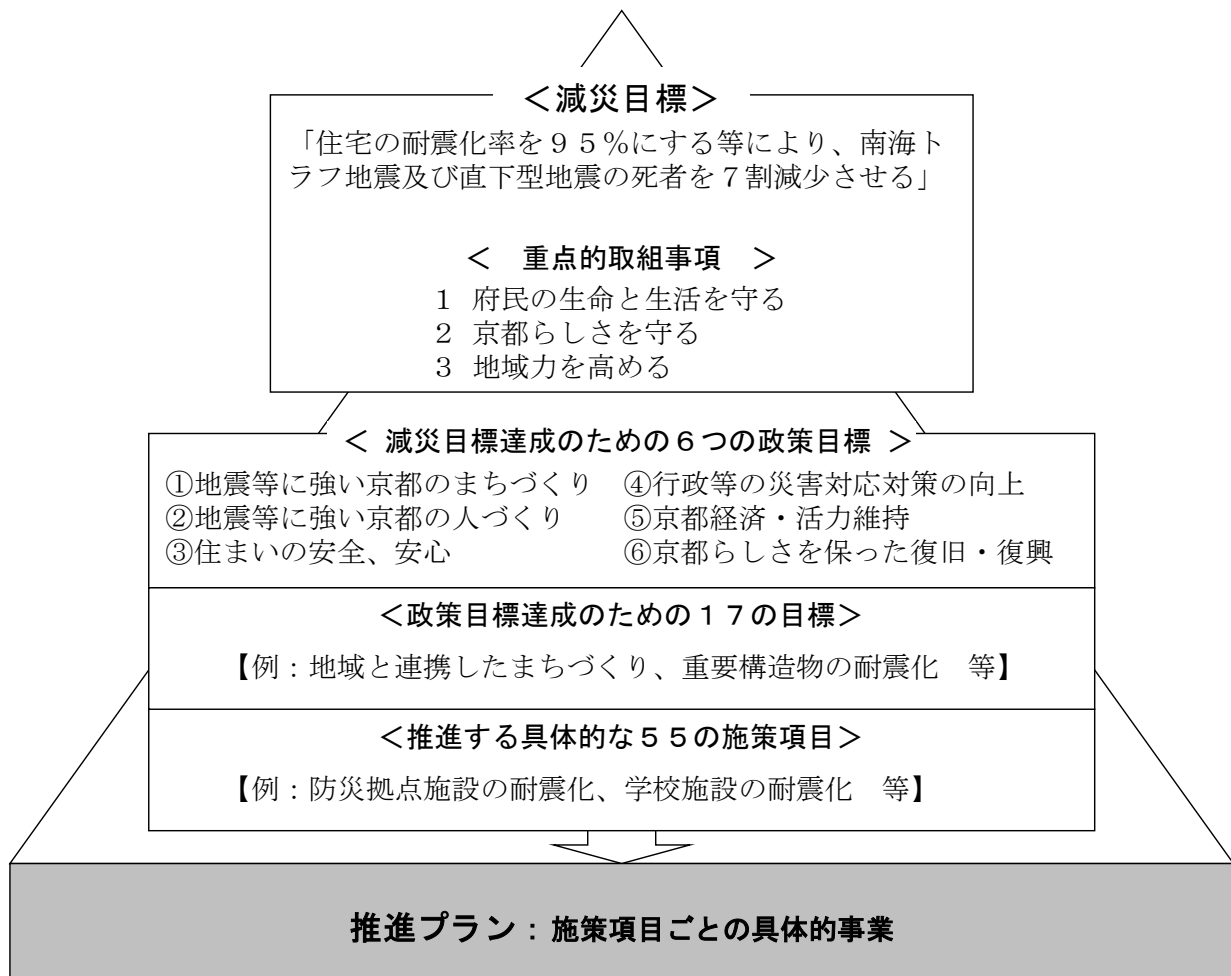 ＜減災目標＞
「住宅の耐震化率を９５％にする等により、南海ト
ラフ地震及び直下型地震の死者を７割減少させる」
＜　重点的取組事項　＞
１　府民の生命と生活を守る
２　京都らしさを守る
３　地域力を高める
＜ 減災目標達成のための６つの政策目標 ＞
①地震等に強い京都のまちづくり　④行政等の災害対応対策の向上
②地震等に強い京都の人づくり　⑤京都経済・活力維持
③住まいの安全、安心　⑥京都らしさを保った復旧・復興
＜政策目標達成のための１７の目標＞
【例：地域と連携したまちづくり、重要構造物の耐震化　等】
＜推進する具体的な５５の施策項目＞
【例：防災拠点施設の耐震化、学校施設の耐震化　等】
推進プラン：施策項目ごとの具体的事業